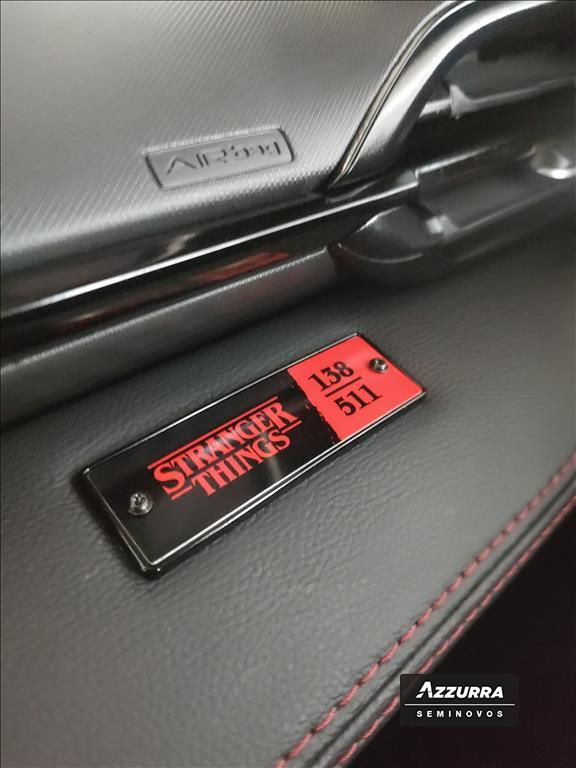 AIRbag
STRANGER
THINGS
138
511
AZZURRA
SEMINOVOS